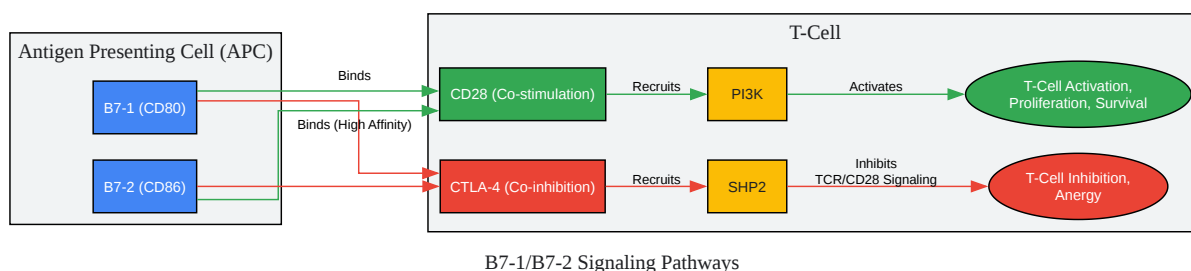 T-Cell
Antigen Presenting Cell (APC)
B7-1 (CD80)
Binds
CD28 (Co-stimulation)
Recruits
PI3K
Activates
T-Cell Activation,
Proliferation, Survival
Binds (High Affinity)
B7-2 (CD86)
CTLA-4 (Co-inhibition)
Recruits
SHP2
Inhibits
TCR/CD28 Signaling
T-Cell Inhibition,
Anergy
B7-1/B7-2 Signaling Pathways